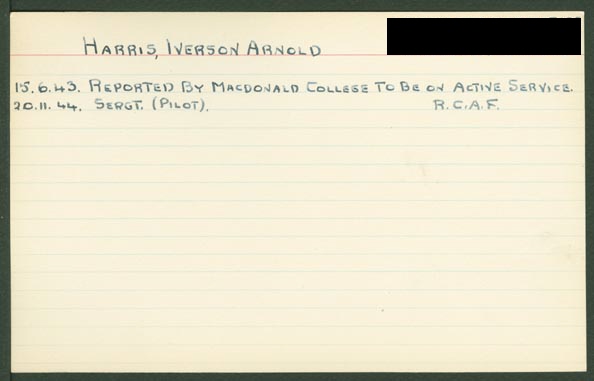 HARRIS, IVERSON ARNOLD
15.6.43. REPORTED BY MACDONALD COLLEGE TO BE ON ACTIVE SERVICE.
20.11.44. SERGT. (PILOT). R.C.A.F.